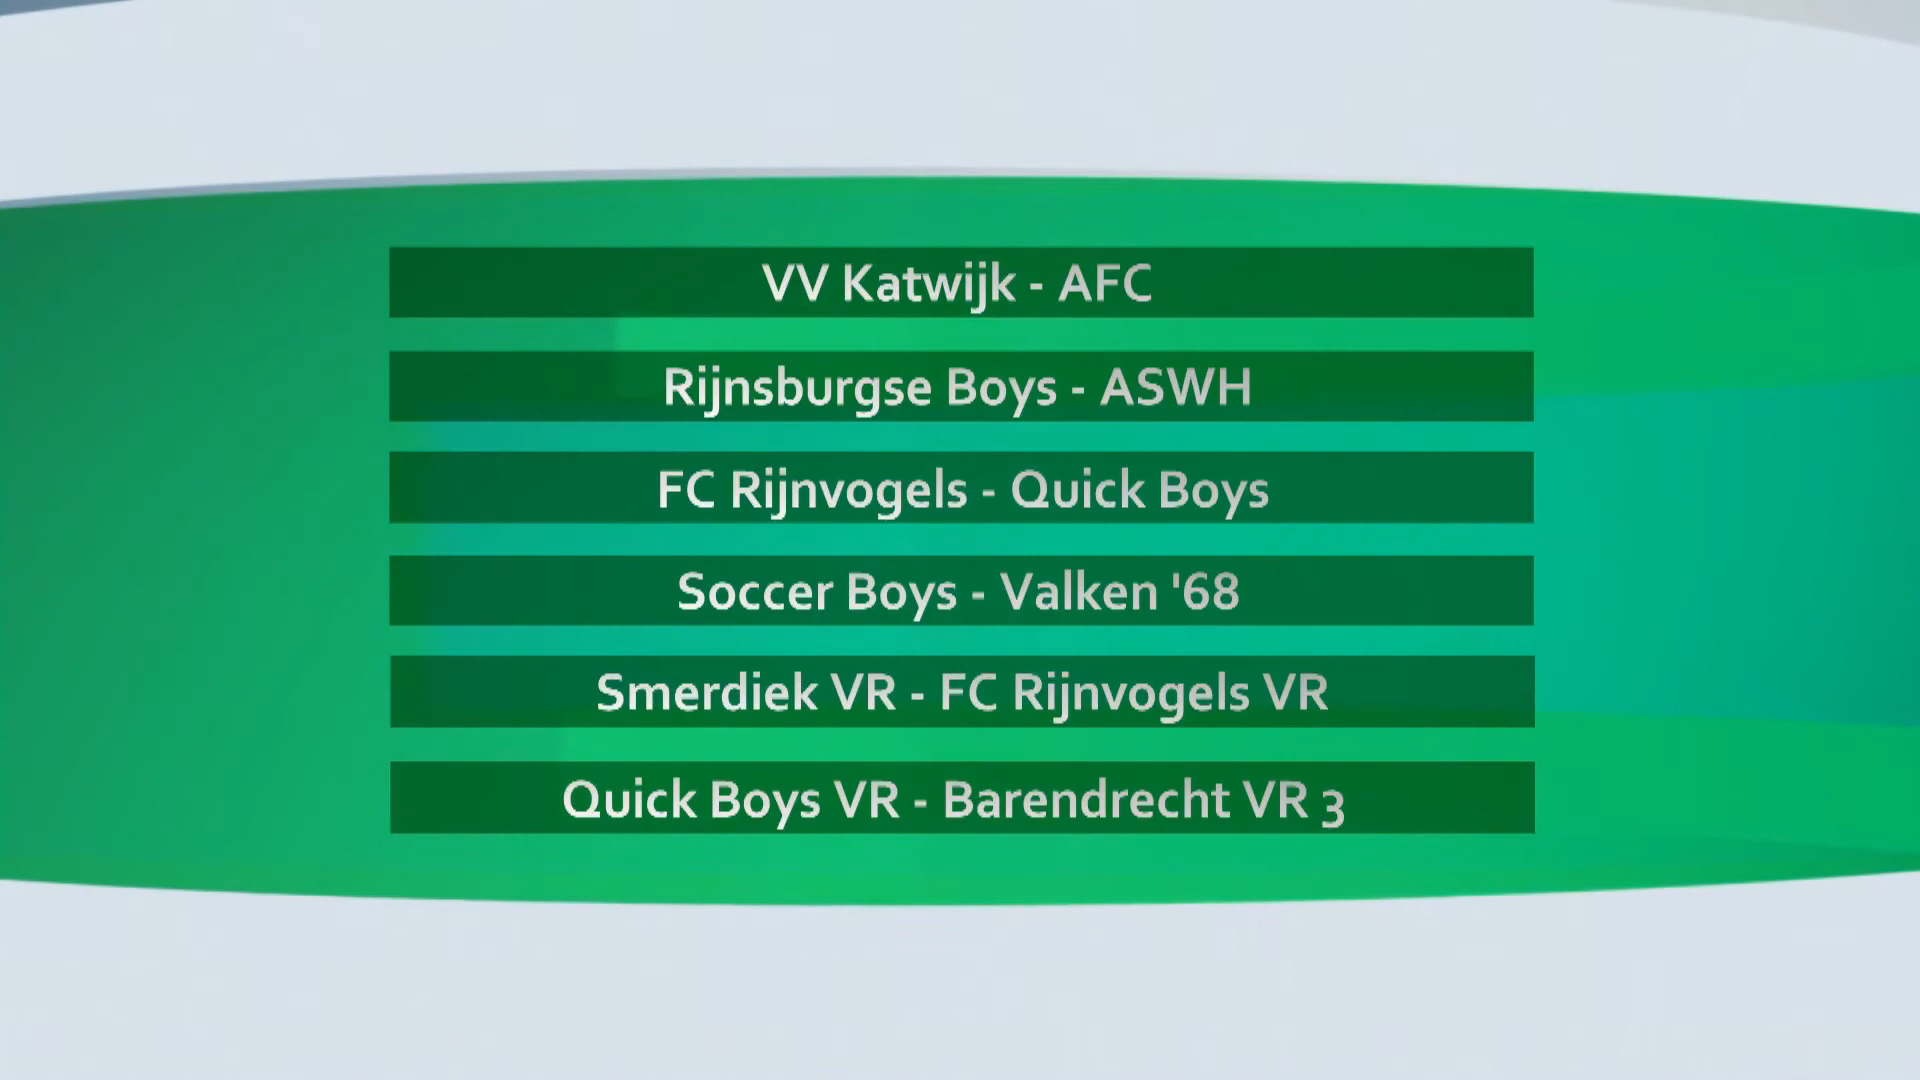 VV Katwijk - AFC
Rijnsburgse Boys - ASWH
FC Rijnvogels - Quick Boys
Soccer Boys - Valken '68
Smerdiek VR - FC Rijnvogels VR
Quick Boys VR - Barendrecht VR 3